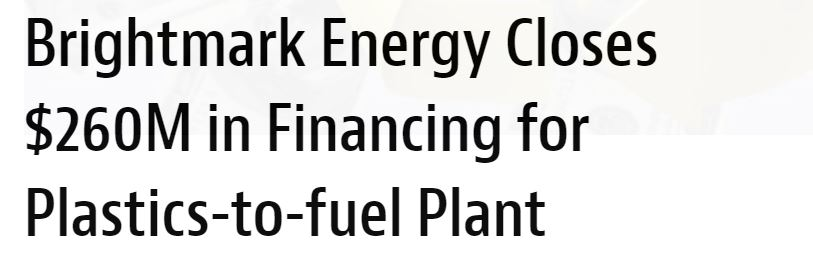 Brightmark Energy Closes
$260M in Financing for
Plastics-to-fuel Plant